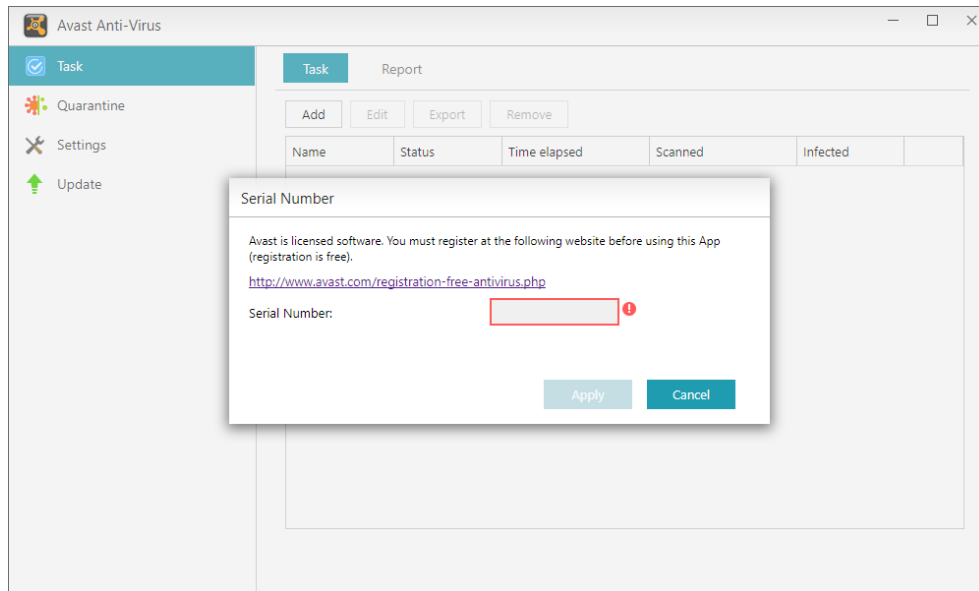 Avast Anti-Virus
Task
Quarantine
Settings
Update
Task Report
Add Edit Export Remove
Name Status Time elapsed Scanned Infected
Serial Number
Avast is licensed software. You must register at the following website before using this App
(registration is free).
http://www.avast.com/registration-free-antivirus.php
Serial Number:
Apply Cancel